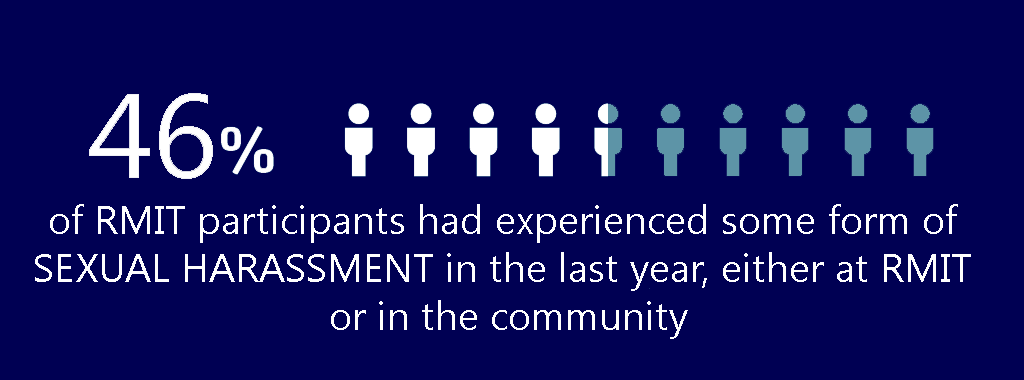 46%
of RMIT participants had experienced some form of
SEXUAL HARASSMENT in the last year, either at RMIT
or in the community